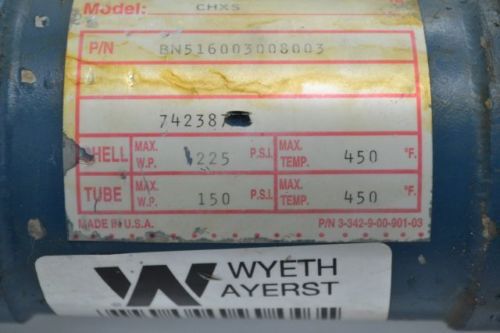 Model: CHXS
P/N BN516003008003
742387
SHELL MAX. W.P. 225 P.S.I. MAX. TEMP. 450 °F.
TUBE MAX. W.P. 150 P.S.I. MAX. TEMP. 450 °F.
MADE IN U.S.A. P/N 3-342-9-00-901-03
WYETH
AYERST